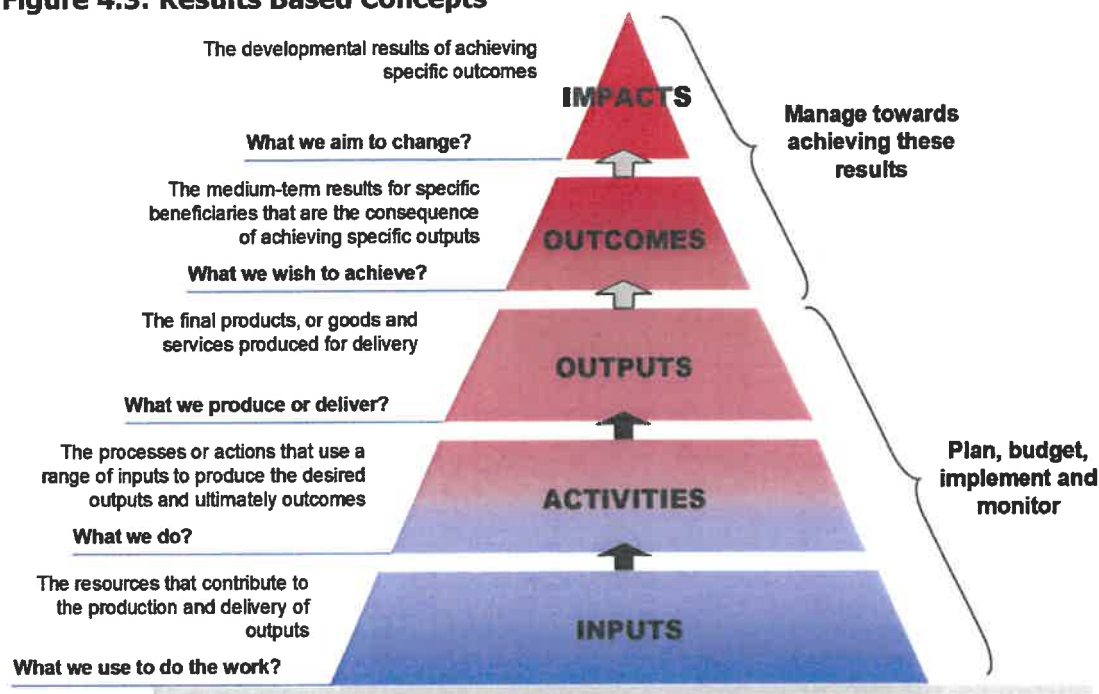 Figure 4.3: Results Based Concepts
The developmental results of achieving
specific outcomes
IMPACTS
What we aim to change?
Manage towards
achieving these
results
The medium-term results for specific
beneficiaries that are the consequence
of achieving specific outputs
OUTCOMES
What we wish to achieve?
The final products, or goods and
services produced for delivery
OUTPUTS
What we produce or deliver?
The processes or actions that use a
range of inputs to produce the desired
outputs and ultimately outcomes
ACTIVITIES
What we do?
Plan, budget,
implement and
monitor
The resources that contribute to
the production and delivery of
outputs
INPUTS
What we use to do the work?